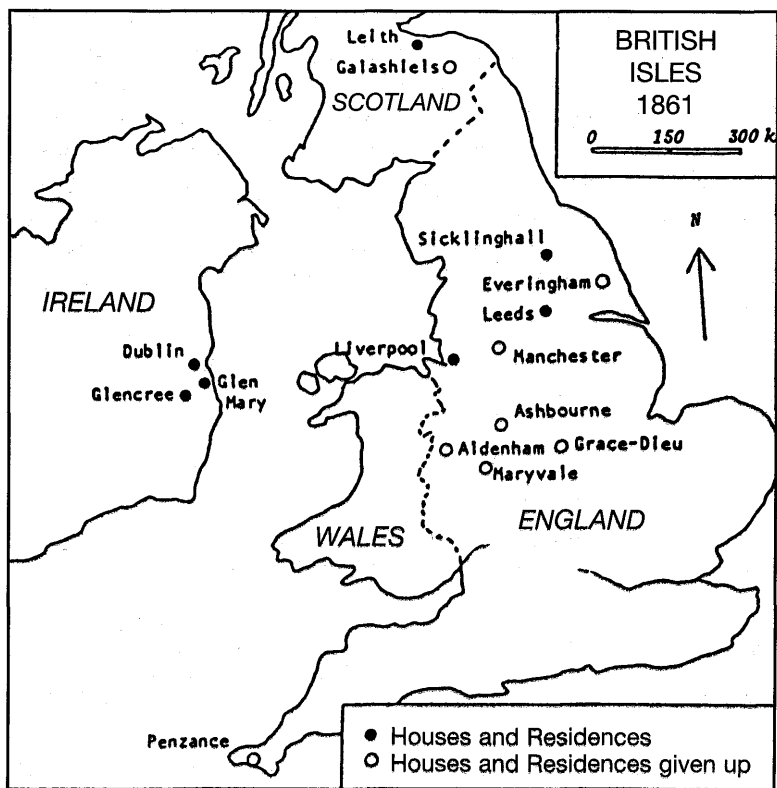 BRITISH
ISLES
1861
0 150 300 k
N
Leith
Galashiels
SCOTLAND
Sicklinghall
Everingham
Leeds
IRELAND
Dublin
Glencree
Glen
Mary
Liverpool
Manchester
Ashbourne
Aldenham
Grace-Dieu
Maryvale
WALES
ENGLAND
Penzance
Houses and Residences
Houses and Residences given up